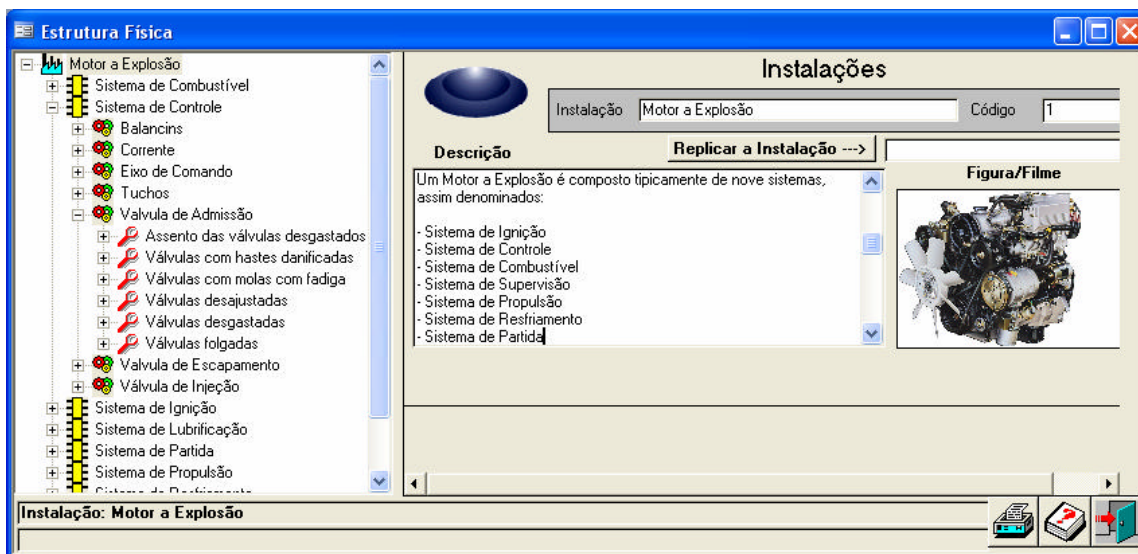 Estrutura Física
Motor a Explosão
Sistema de Combustível
Sistema de Controle
Balancins
Corrente
Eixo de Comando
Tuchos
Valvula de Admissão
Assento das válvulas desgastados
Válvulas com hastes danificadas
Válvulas com molas com fadiga
Válvulas desajustadas
Válvulas desgastadas
Válvulas folgadas
Valvula de Escapamento
Válvula de Injeção
Sistema de Ignição
Sistema de Lubrificação
Sistema de Partida
Sistema de Propulsão
Instalações
Instalação Motor a Explosão Código 1
Descrição
Replicar a Instalação --->
Um Motor a Explosão é composto tipicamente de nove sistemas,
assim denominados:
- Sistema de Ignição
- Sistema de Controle
- Sistema de Combustível
- Sistema de Supervisão
- Sistema de Propulsão
- Sistema de Resfriamento
- Sistema de Partida
Figura/Filme
Instalação: Motor a Explosão